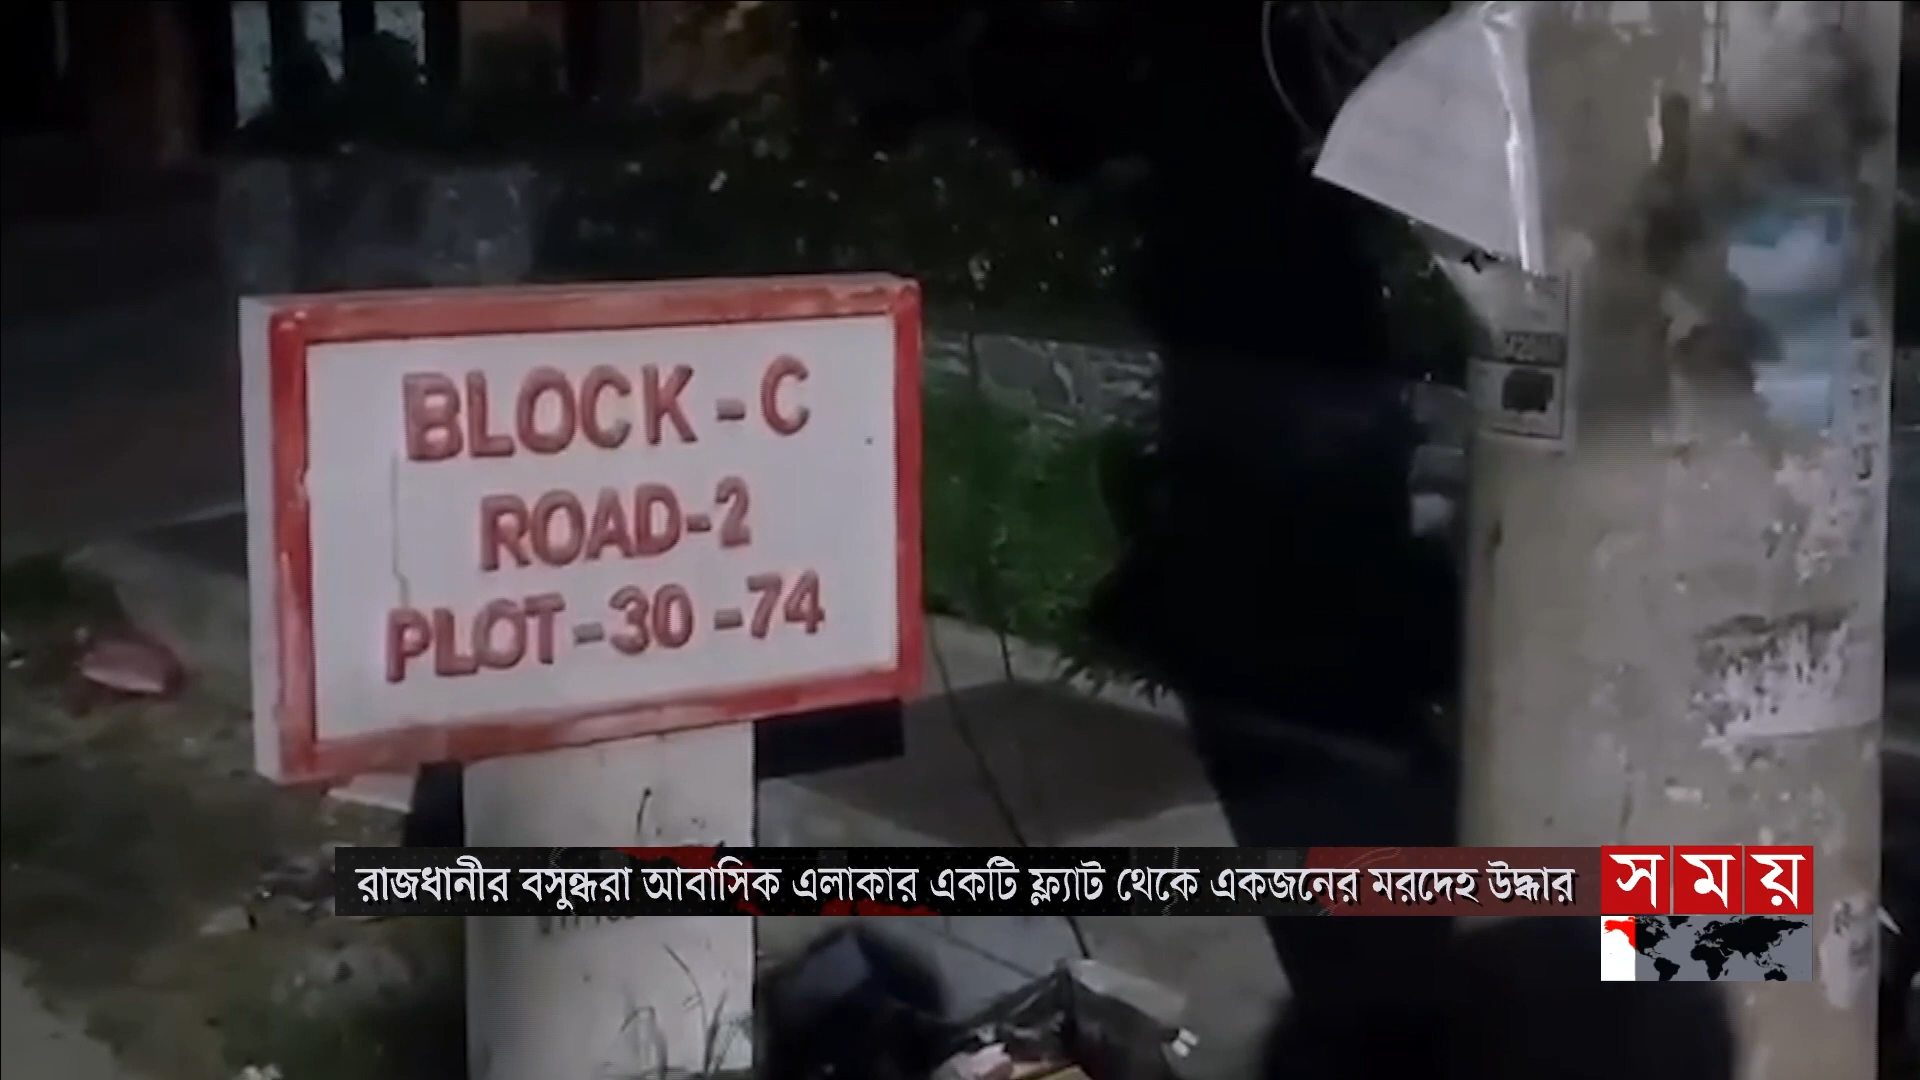 BLOCK - C
ROAD-2
PLOT-30-74
রাজধানীর বসুন্ধরা আবাসিক এলাকার একটি ফ্ল্যাট থেকে একজনের মরদেহ উদ্ধার
সময়